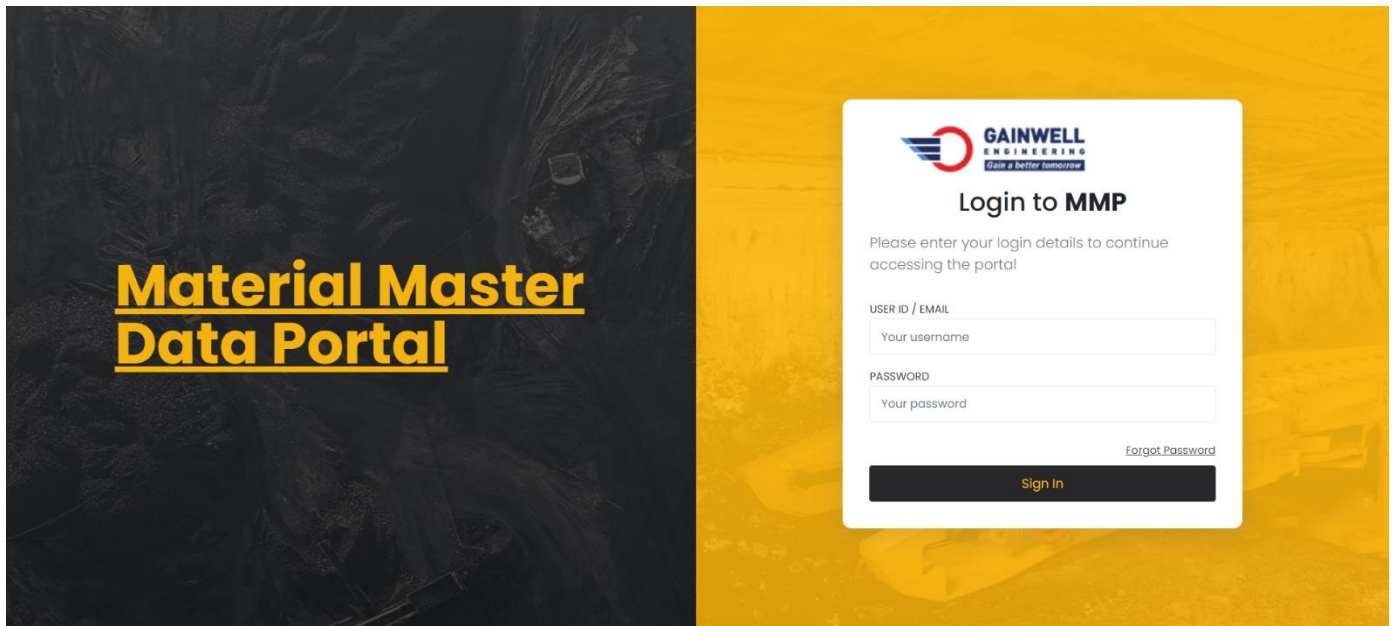 Material Master
Data Portal
GAINWELL
ENGINEERING
Gain a better tomorrow
Login to MMP
Please enter your login details to continue
accessing the portal
USER ID / EMAIL
Your username
PASSWORD
Your password
Forgot Password
Sign In